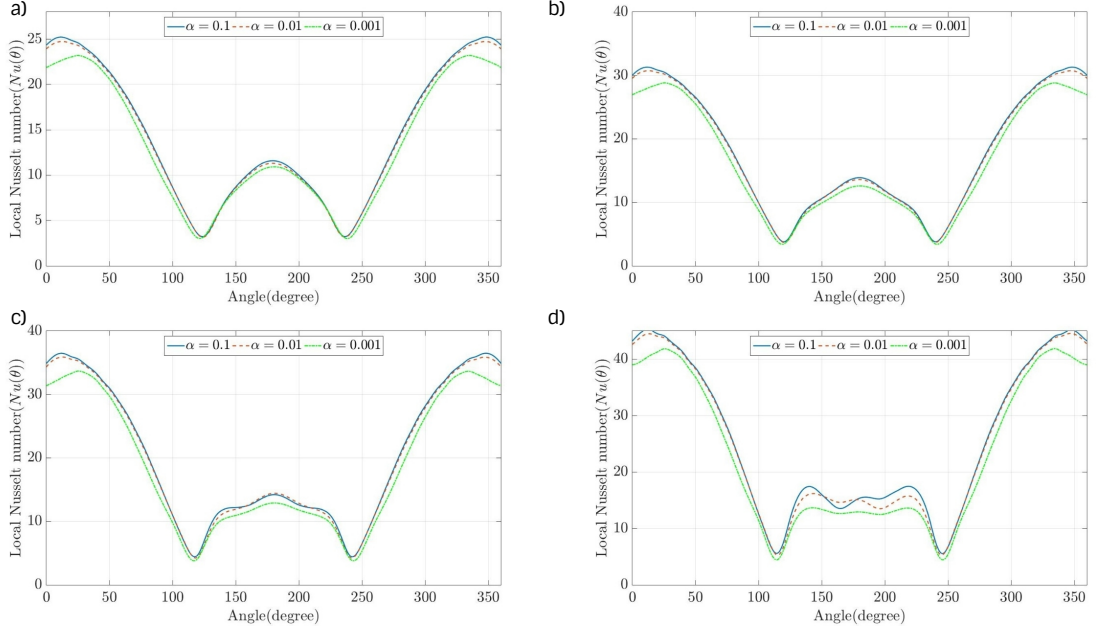 a)
α = 0.1 α = 0.01 α = 0.001
Local Nusselt number(Nu(θ))
25
20
15
10
5
0
0 50 100 150 200 250 300 350
Angle(degree)
b)
α = 0.1 α = 0.01 α = 0.001
Local Nusselt number(Nu(θ))
40
30
20
10
0
0 50 100 150 200 250 300 350
Angle(degree)
c)
α = 0.1 α = 0.01 α = 0.001
Local Nusselt number(Nu(θ))
40
30
20
10
0
0 50 100 150 200 250 300 350
Angle(degree)
d)
α = 0.1 α = 0.01 α = 0.001
Local Nusselt number(Nu(θ))
40
30
20
10
0
0 50 100 150 200 250 300 350
Angle(degree)